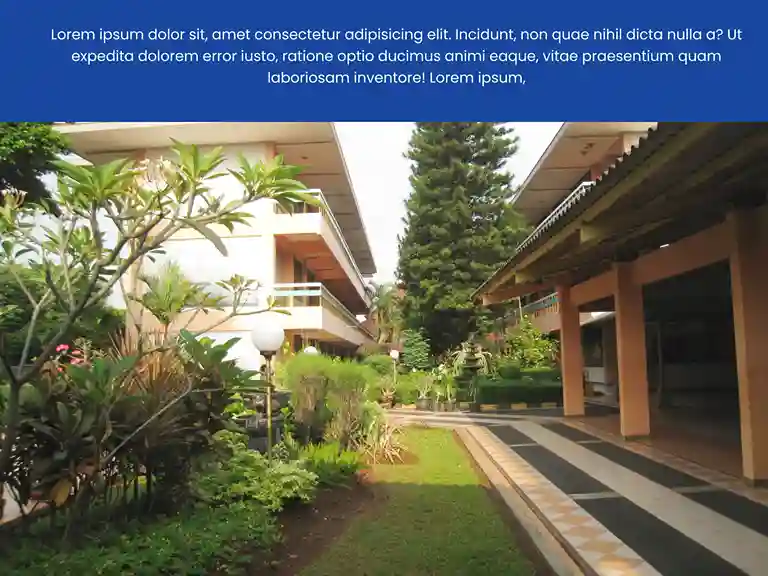 Lorem ipsum dolor sit, amet consectetur adipisicing elit. Incidunt, non quae nihil dicta nulla a? Ut
expedita dolorem error iusto, ratione optio ducimus animi eaque, vitae praesentium quam
laboriosam inventore! Lorem ipsum,